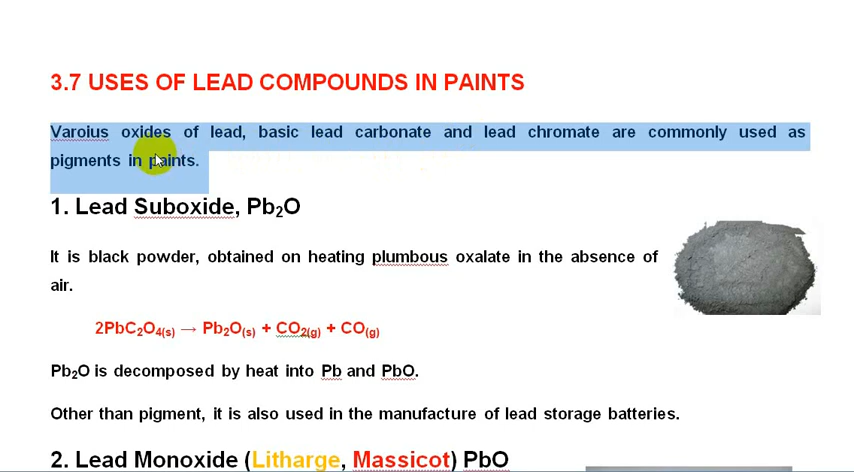 3.7 USES OF LEAD COMPOUNDS IN PAINTS
Varoius oxides of lead, basic lead carbonate and lead chromate are commonly used as
pigments in paints.
1. Lead Suboxide, Pb₂O
It is black powder, obtained on heating plumbous oxalate in the absence of
air.
2PbC₂O₄(s) → Pb₂O(s) + CO₂(g) + CO(g)
Pb₂O is decomposed by heat into Pb and PbO.
Other than pigment, it is also used in the manufacture of lead storage batteries.
2. Lead Monoxide (Litharge, Massicot) PbO